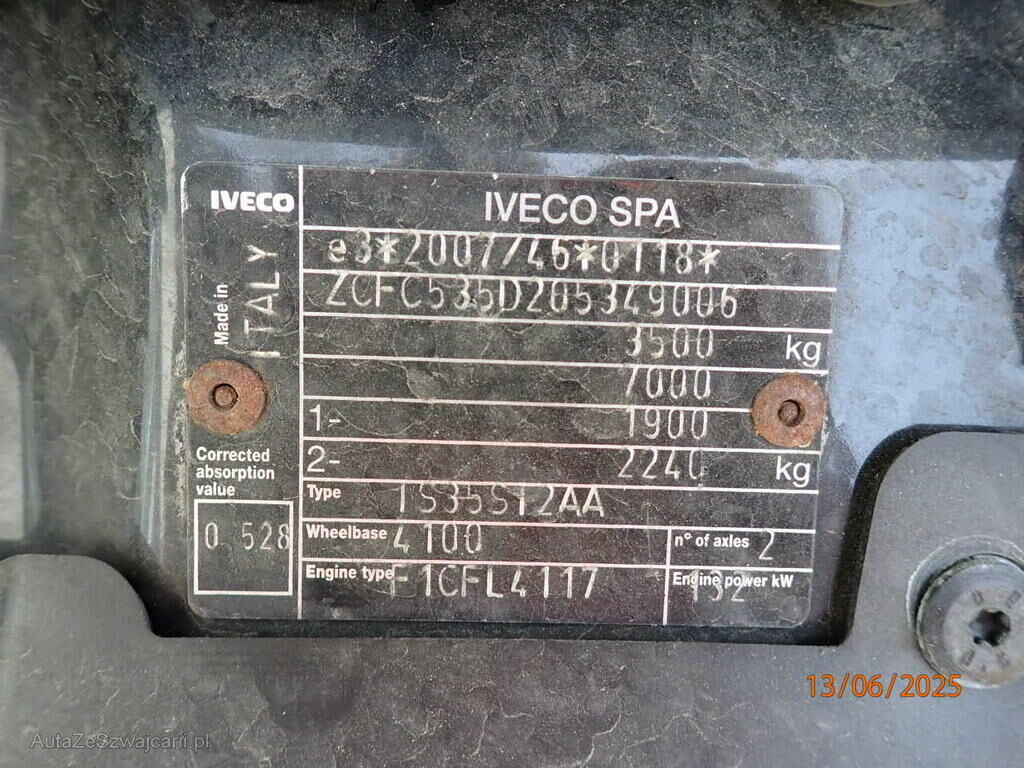 IVECO
IVECO SPA
Made in
ITALY
e3*2007/46*0118*
ZCFC535D205349006
3500 kg
7000
1- 1900
2- 2240 kg
Corrected
absorption
value
0 528
Type IS35ST2AA
Wheelbase 4100
n° of axles 2
Engine type F1CFL4117
Engine power kW 132
13/06/2025
AutaZeSzwajcarii.pl